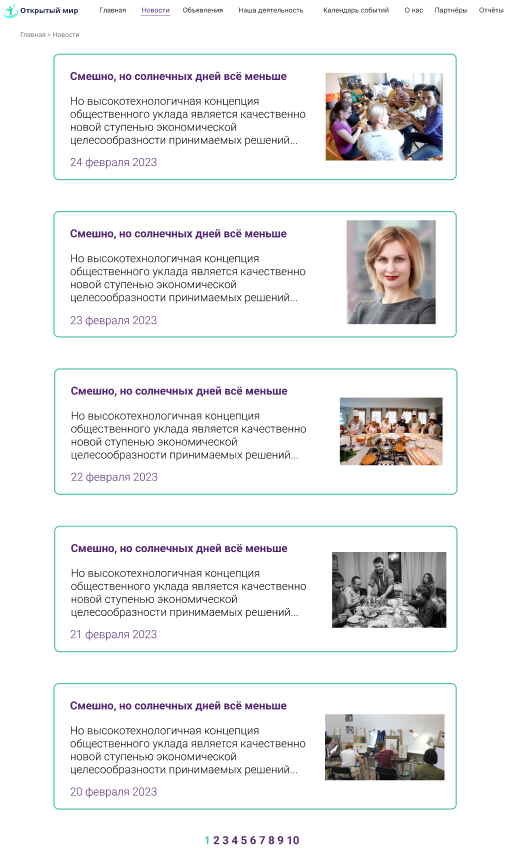 Открытый мир Главная Новости Объявления Наша деятельность Календарь событий О нас Партнёры Отчёты
Главная > Новости
Смешно, но солнечных дней всё меньше
Но высокотехнологичная концепция
общественного уклада является качественно
новой ступенью экономической
целесообразности принимаемых решений...
24 февраля 2023
Смешно, но солнечных дней всё меньше
Но высокотехнологичная концепция
общественного уклада является качественно
новой ступенью экономической
целесообразности принимаемых решений...
23 февраля 2023
Смешно, но солнечных дней всё меньше
Но высокотехнологичная концепция
общественного уклада является качественно
новой ступенью экономической
целесообразности принимаемых решений...
22 февраля 2023
Смешно, но солнечных дней всё меньше
Но высокотехнологичная концепция
общественного уклада является качественно
новой ступенью экономической
целесообразности принимаемых решений...
21 февраля 2023
Смешно, но солнечных дней всё меньше
Но высокотехнологичная концепция
общественного уклада является качественно
новой ступенью экономической
целесообразности принимаемых решений...
20 февраля 2023
1 2 3 4 5 6 7 8 9 10